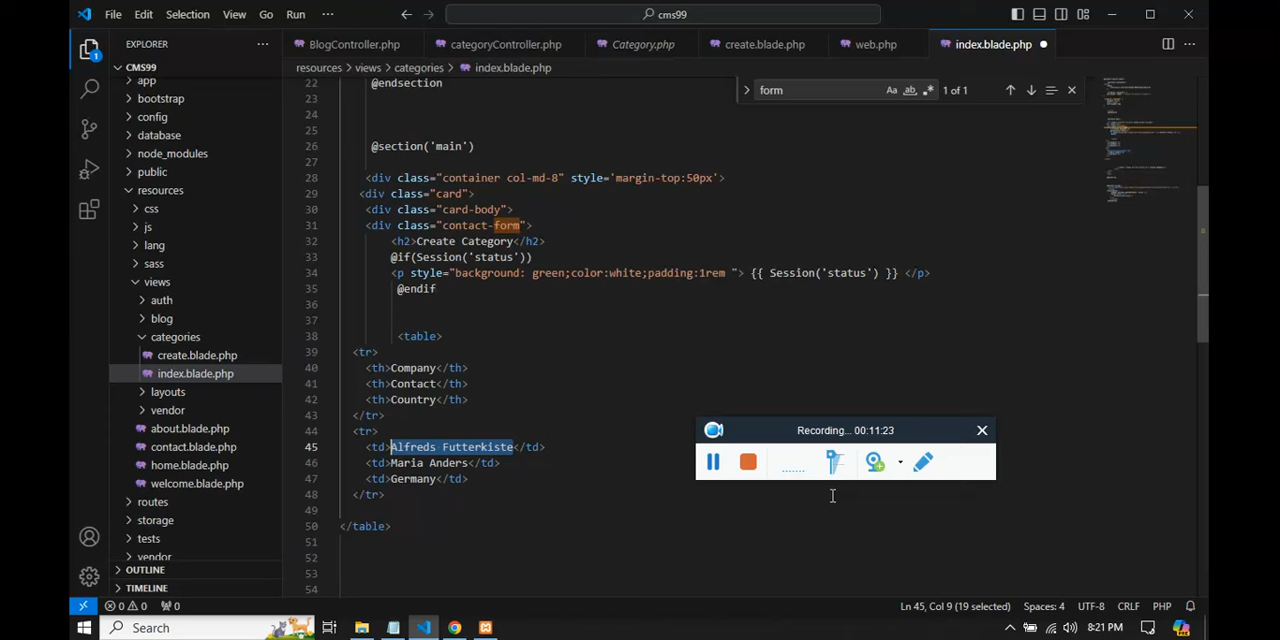 File Edit Selection View Go Run ··· cms99
EXPLORER ··· BlogController.php categoryController.php Category.php create.blade.php web.php index.blade.php
CMS99 resources > views > categories > index.blade.php
form Aa ab 1 of 1
app
bootstrap
config
database
node_modules
public
resources
css
js
lang
sass
views
auth
blog
categories
create.blade.php
index.blade.php
layouts
vendor
about.blade.php
contact.blade.php
home.blade.php
welcome.blade.php
routes
storage
tests
vendor
OUTLINE
TIMELINE
22 @endsection
23
24
25
26 @section('main')
27
28 <div class="container col-md-8" style='margin-top:50px'>
29 <div class="card">
30 <div class="card-body">
31 <div class="contact-form">
32 <h2>Create Category</h2>
33 @if(Session('status'))
34 <p style="background: green;color:white;padding:1rem "> {{ Session('status') }} </p>
35 @endif
36
37
38 <table>
39 <tr>
40 <th>Company</th>
41 <th>Contact</th>
42 <th>Country</th>
43 </tr>
44 <tr>
45 <td>Alfreds Futterkiste</td>
46 <td>Maria Anders</td>
47 <td>Germany</td>
48 </tr>
49
50 </table>
51
52
53
54
Recording... 00:11:23
0 0 0 Ln 45, Col 9 (19 selected) Spaces: 4 UTF-8 CRLF PHP
Search 8:21 PM